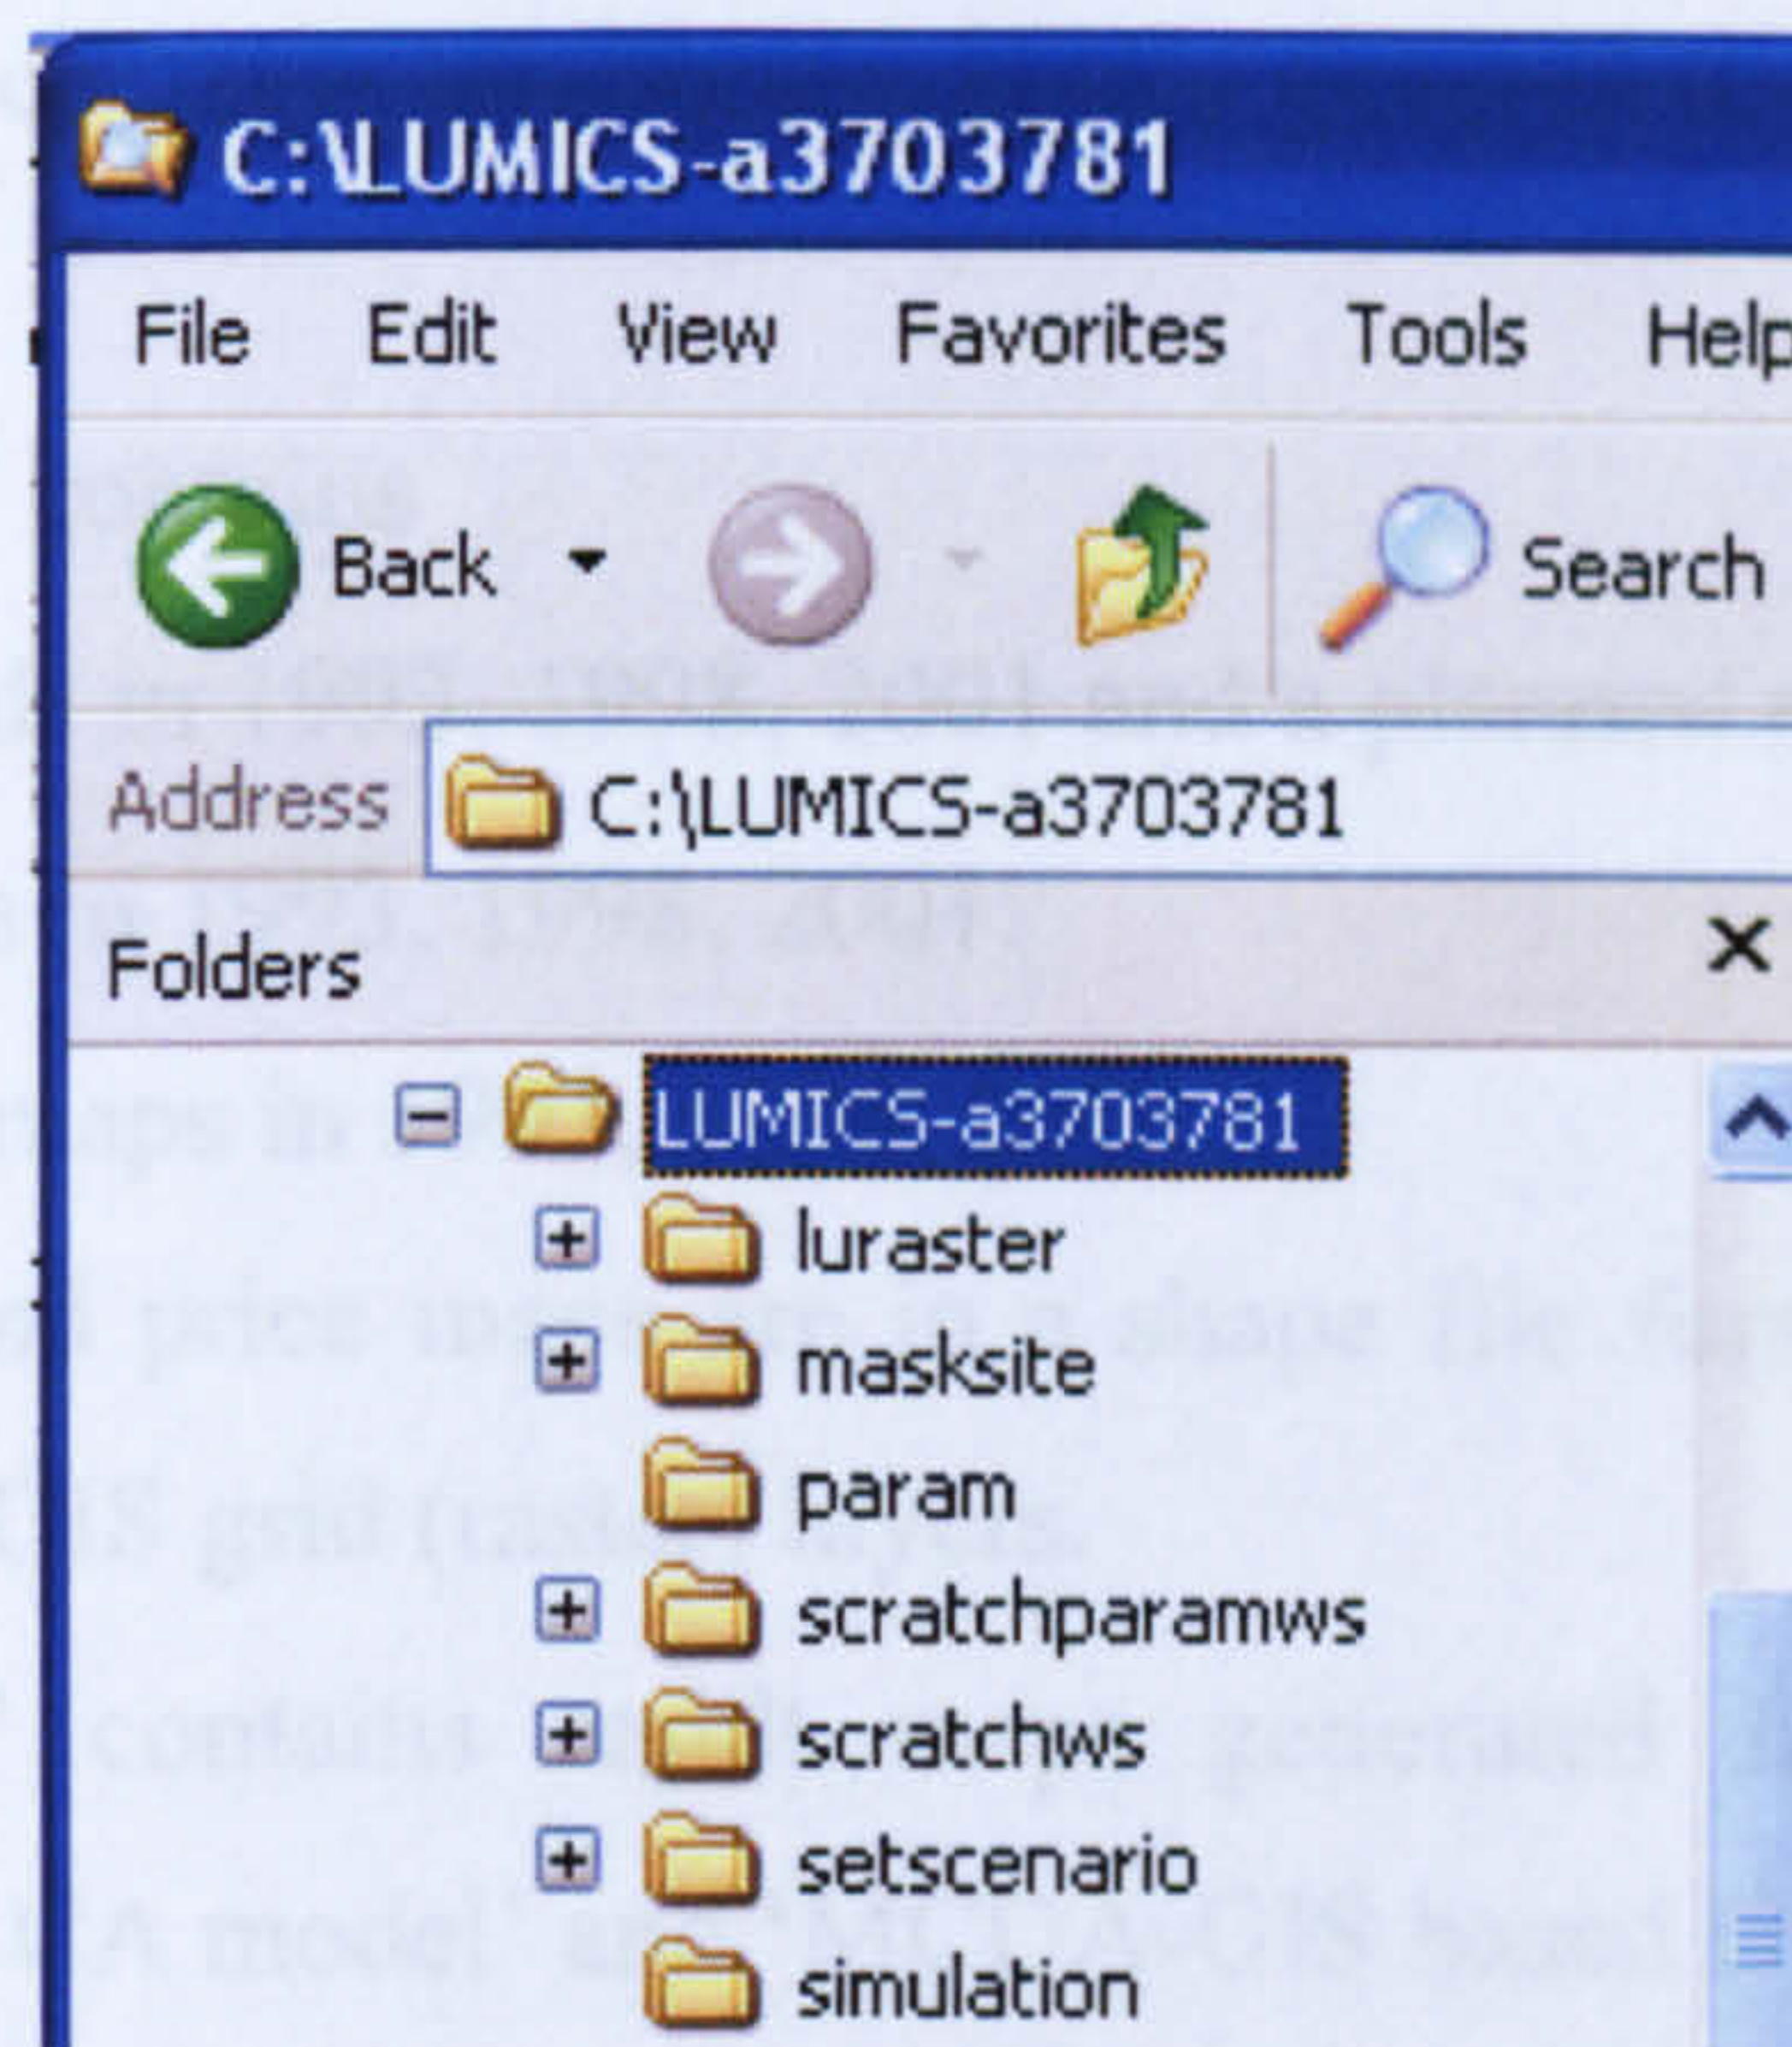 C:\LUMICS-a3703781
File Edit View Favorites Tools Help
Back Search
Address C:\LUMICS-a3703781
Folders
LUMICS-a3703781
luraster
masksite
param
scratchparamws
scratchws
setscenario
simulation